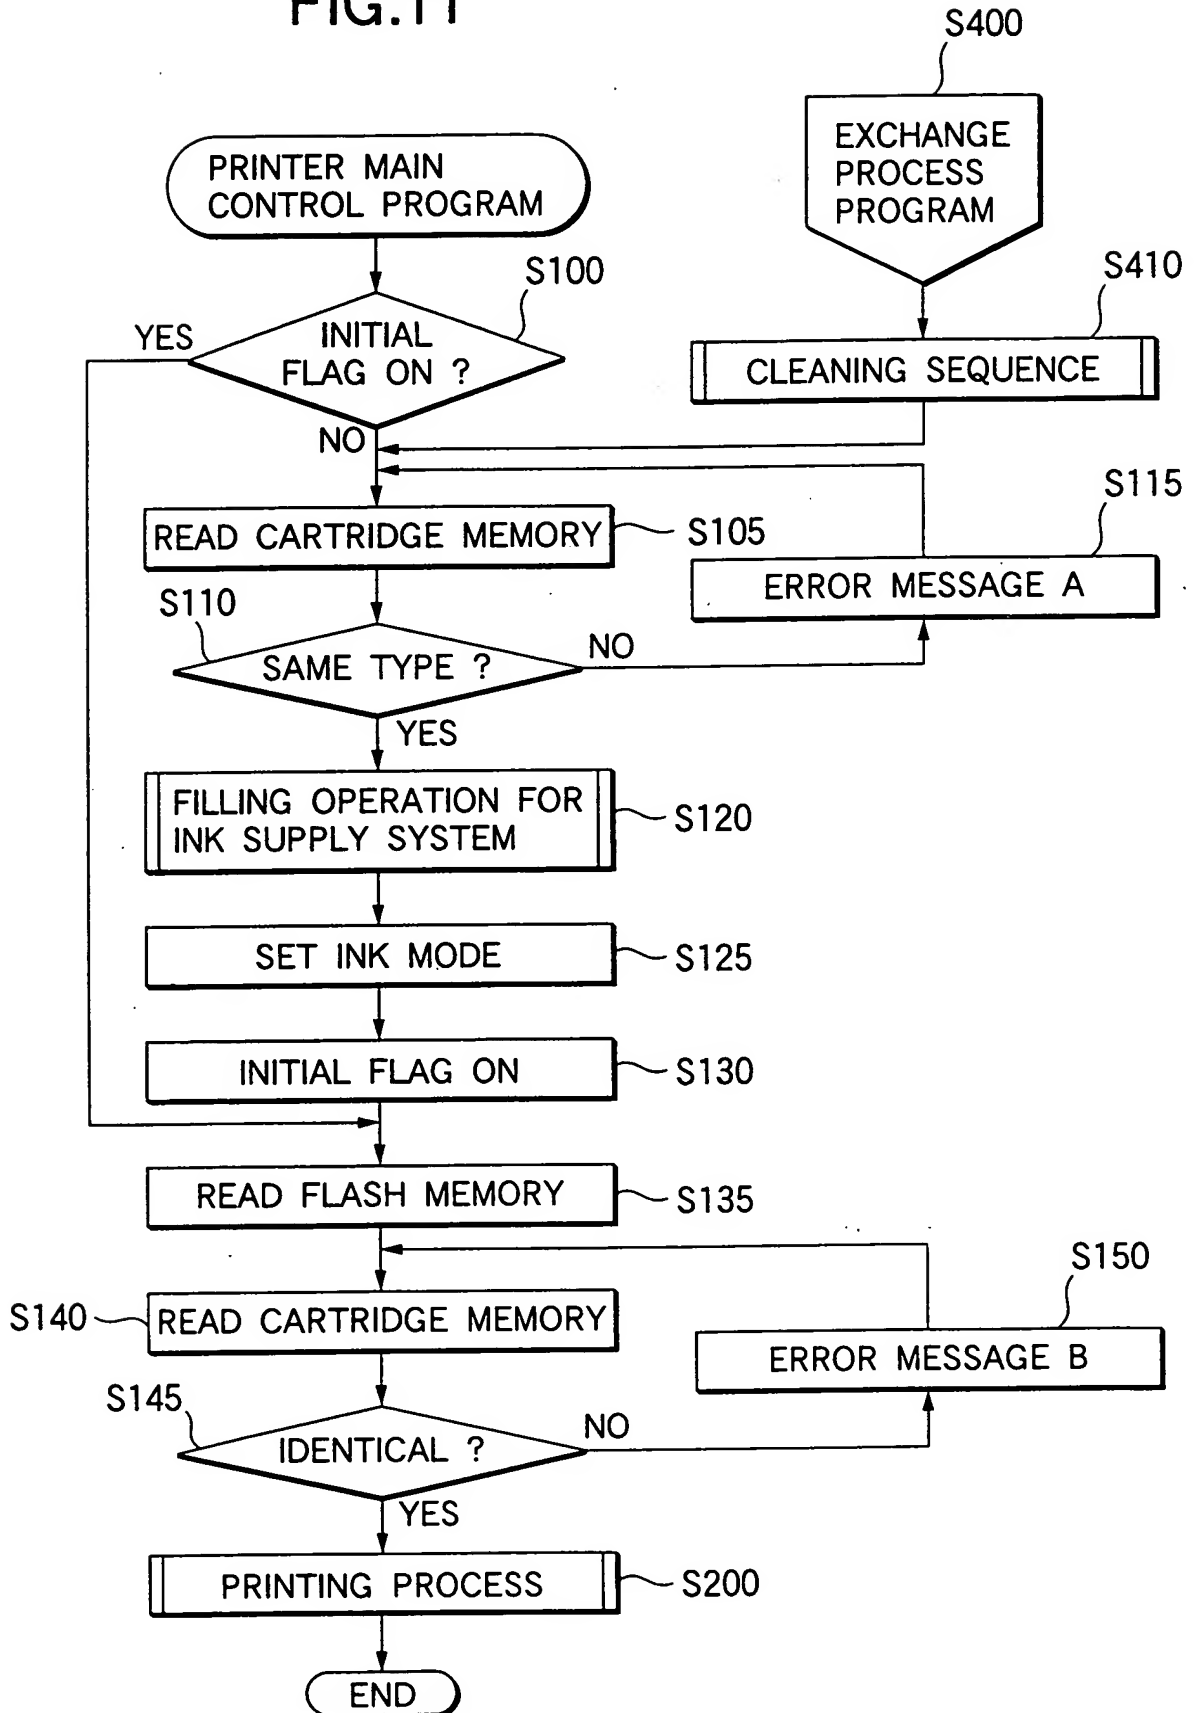 FIG.11
S400
EXCHANGE
PROCESS
PROGRAM
PRINTER MAIN
CONTROL PROGRAM
S100
S410
YES
INITIAL
FLAG ON ?
CLEANING SEQUENCE
NO
S115
READ CARTRIDGE MEMORY
S105
ERROR MESSAGE A
S110
SAME TYPE ?
NO
YES
FILLING OPERATION FOR
INK SUPPLY SYSTEM
S120
SET INK MODE
S125
INITIAL FLAG ON
S130
READ FLASH MEMORY
S135
S150
S140
READ CARTRIDGE MEMORY
ERROR MESSAGE B
S145
IDENTICAL ?
NO
YES
PRINTING PROCESS
S200
END